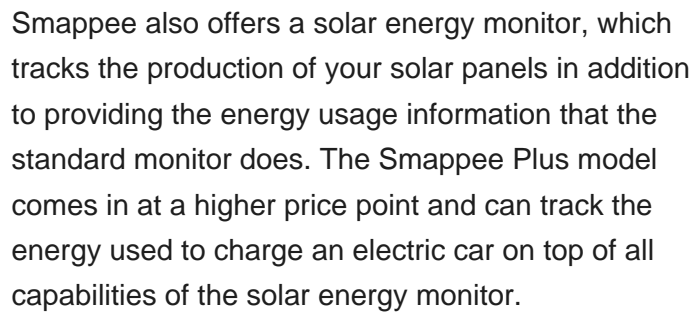 Smappee also offers a solar energy monitor, which
tracks the production of your solar panels in addition
to providing the energy usage information that the
standard monitor does. The Smappee Plus model
comes in at a higher price point and can track the
energy used to charge an electric car on top of all
capabilities of the solar energy monitor.